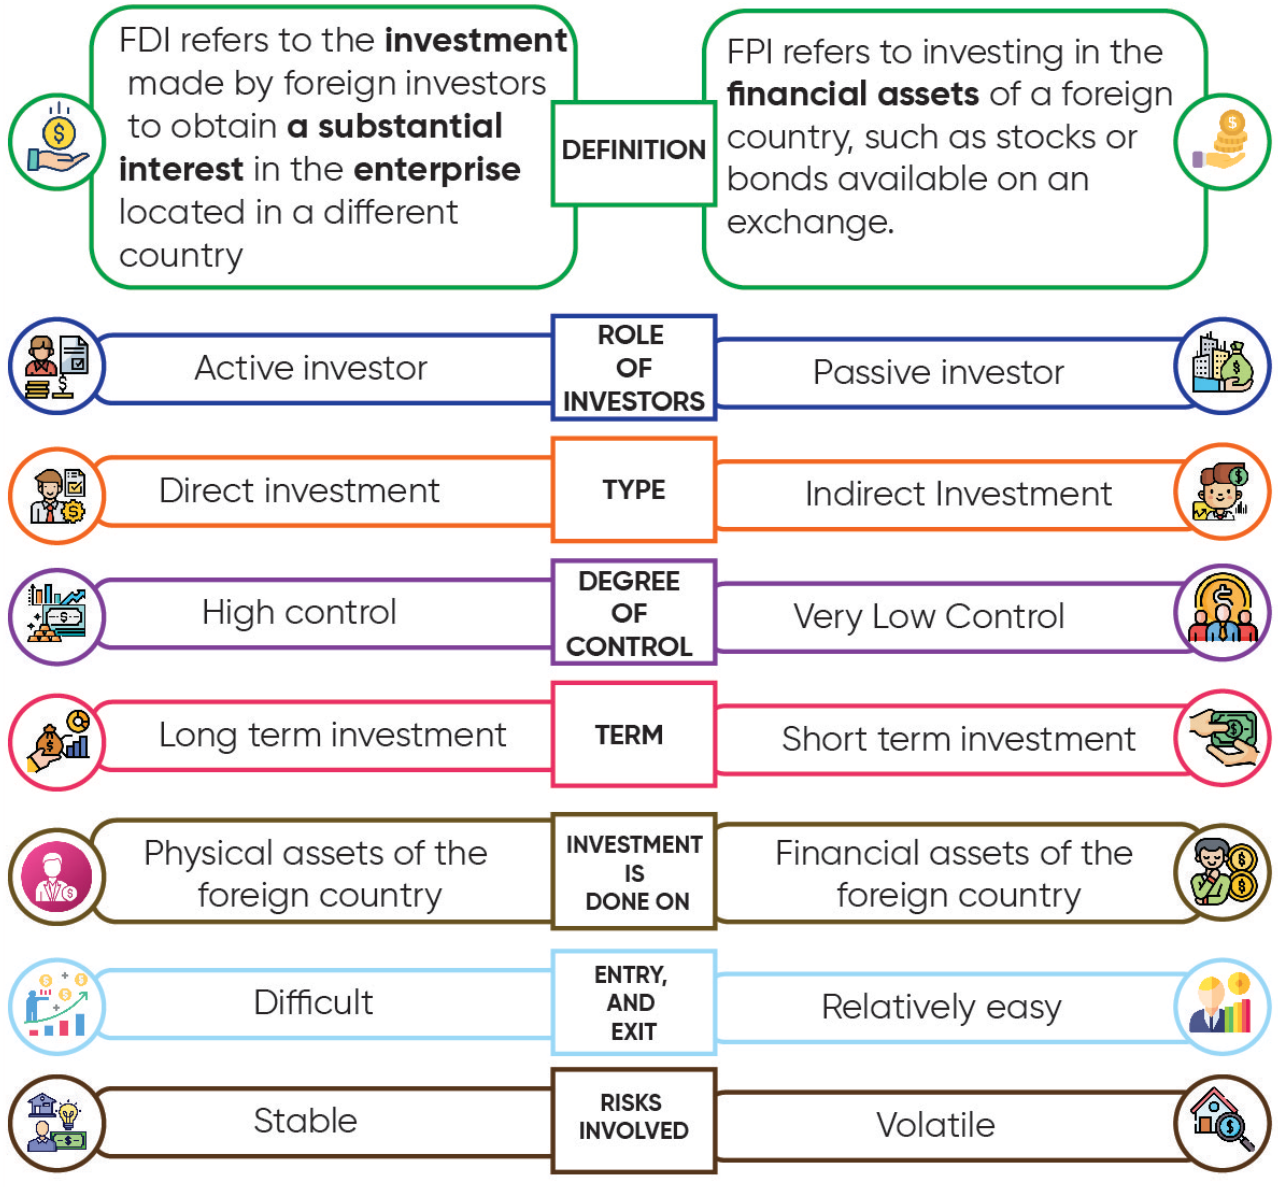 FDI refers to the investment
made by foreign investors
to obtain a substantial
interest in the enterprise
located in a different
country
DEFINITION
FPI refers to investing in the
financial assets of a foreign
country, such as stocks or
bonds available on an
exchange.
Active investor
ROLE
OF
INVESTORS
Passive investor
Direct investment
TYPE
Indirect Investment
High control
DEGREE
OF
CONTROL
Very Low Control
Long term investment
TERM
Short term investment
Physical assets of the
foreign country
INVESTMENT
IS
DONE ON
Financial assets of the
foreign country
Difficult
ENTRY,
AND
EXIT
Relatively easy
Stable
RISKS
INVOLVED
Volatile